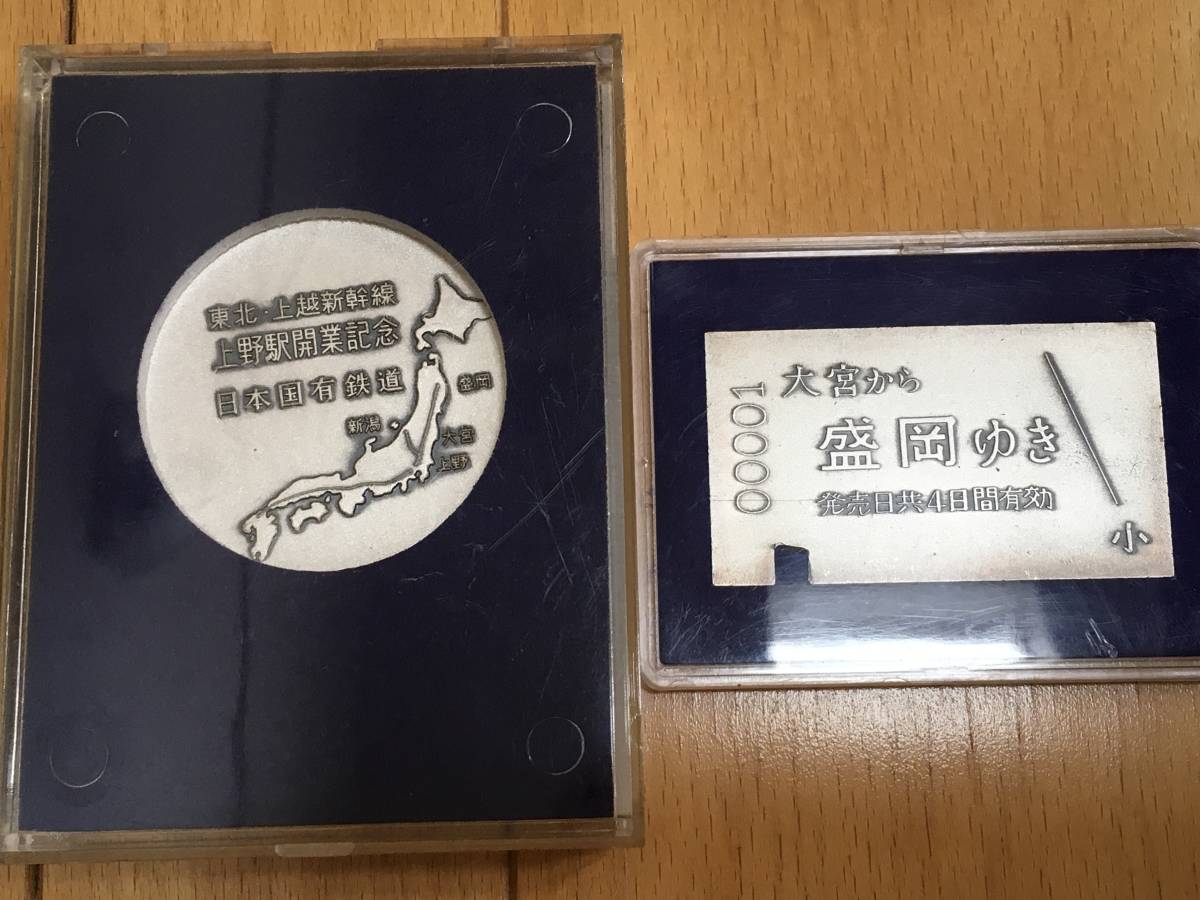 東北・上越新幹線
上野駅開業記念
日本国有鉄道
盛岡
新潟
大宮
上野
00001
大宮から
盛岡ゆき
発売日共4日間有効
小